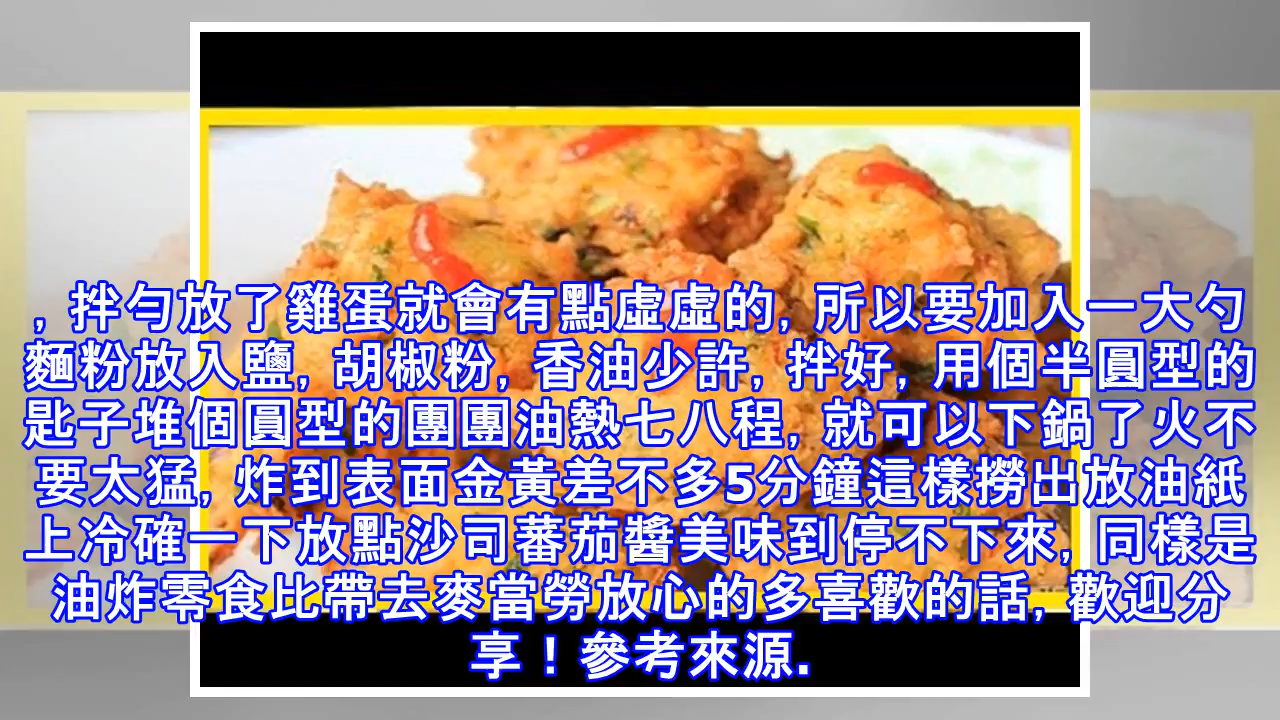 , 拌勻放了雞蛋就會有點虛虛的, 所以要加入一大勺
麵粉放入鹽, 胡椒粉, 香油少許, 拌好, 用個半圓型的
匙子堆個圓型的團團油熱七八程, 就可以下鍋了火不
要太猛, 炸到表面金黃差不多5分鐘這樣撈出放油紙
上冷確一下放點沙司蕃茄醬美味到停不下來, 同樣是
油炸零食比帶去麥當勞放心的多喜歡的話, 歡迎分
享！參考來源.